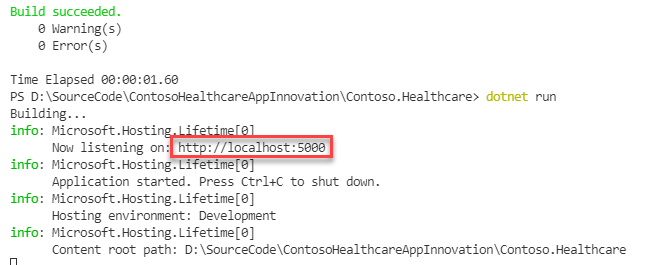 Build succeeded.
0 Warning(s)
0 Error(s)
Time Elapsed 00:00:01.60
PS D:\SourceCode\ContosoHealthcareAppInnovation\Contoso.Healthcare> dotnet run
Building...
info: Microsoft.Hosting.Lifetime[0]
Now listening on: http://localhost:5000
info: Microsoft.Hosting.Lifetime[0]
Application started. Press Ctrl+C to shut down.
info: Microsoft.Hosting.Lifetime[0]
Hosting environment: Development
info: Microsoft.Hosting.Lifetime[0]
Content root path: D:\SourceCode\ContosoHealthcareAppInnovation\Contoso.Healthcare